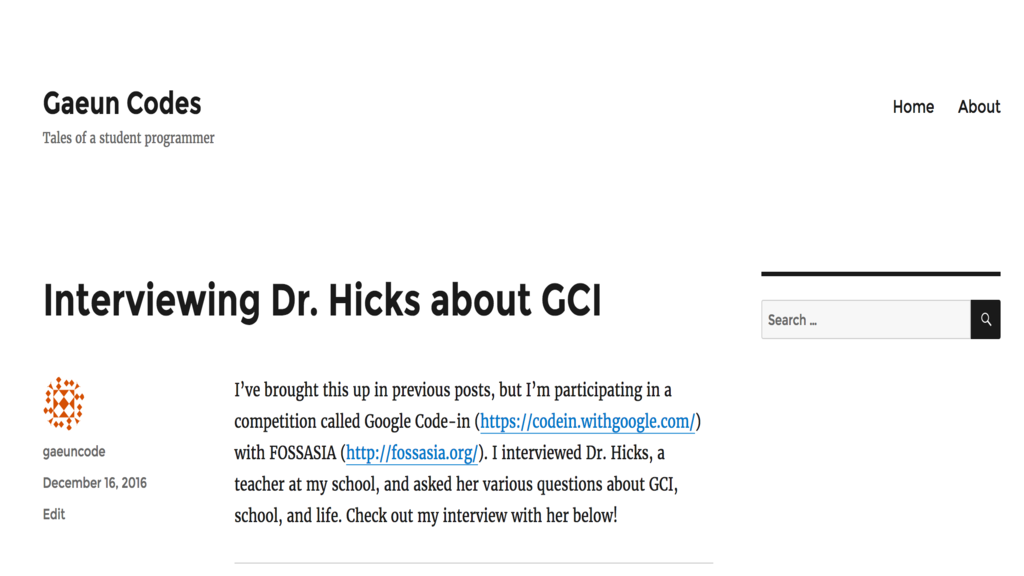 Gaeun Codes
Tales of a student programmer
Home About
Interviewing Dr. Hicks about GCI
Search …
gaeuncode
December 16, 2016
Edit
I’ve brought this up in previous posts, but I’m participating in a
competition called Google Code-in (https://codein.withgoogle.com/)
with FOSSASIA (http://fossasia.org/). I interviewed Dr. Hicks, a
teacher at my school, and asked her various questions about GCI,
school, and life. Check out my interview with her below!